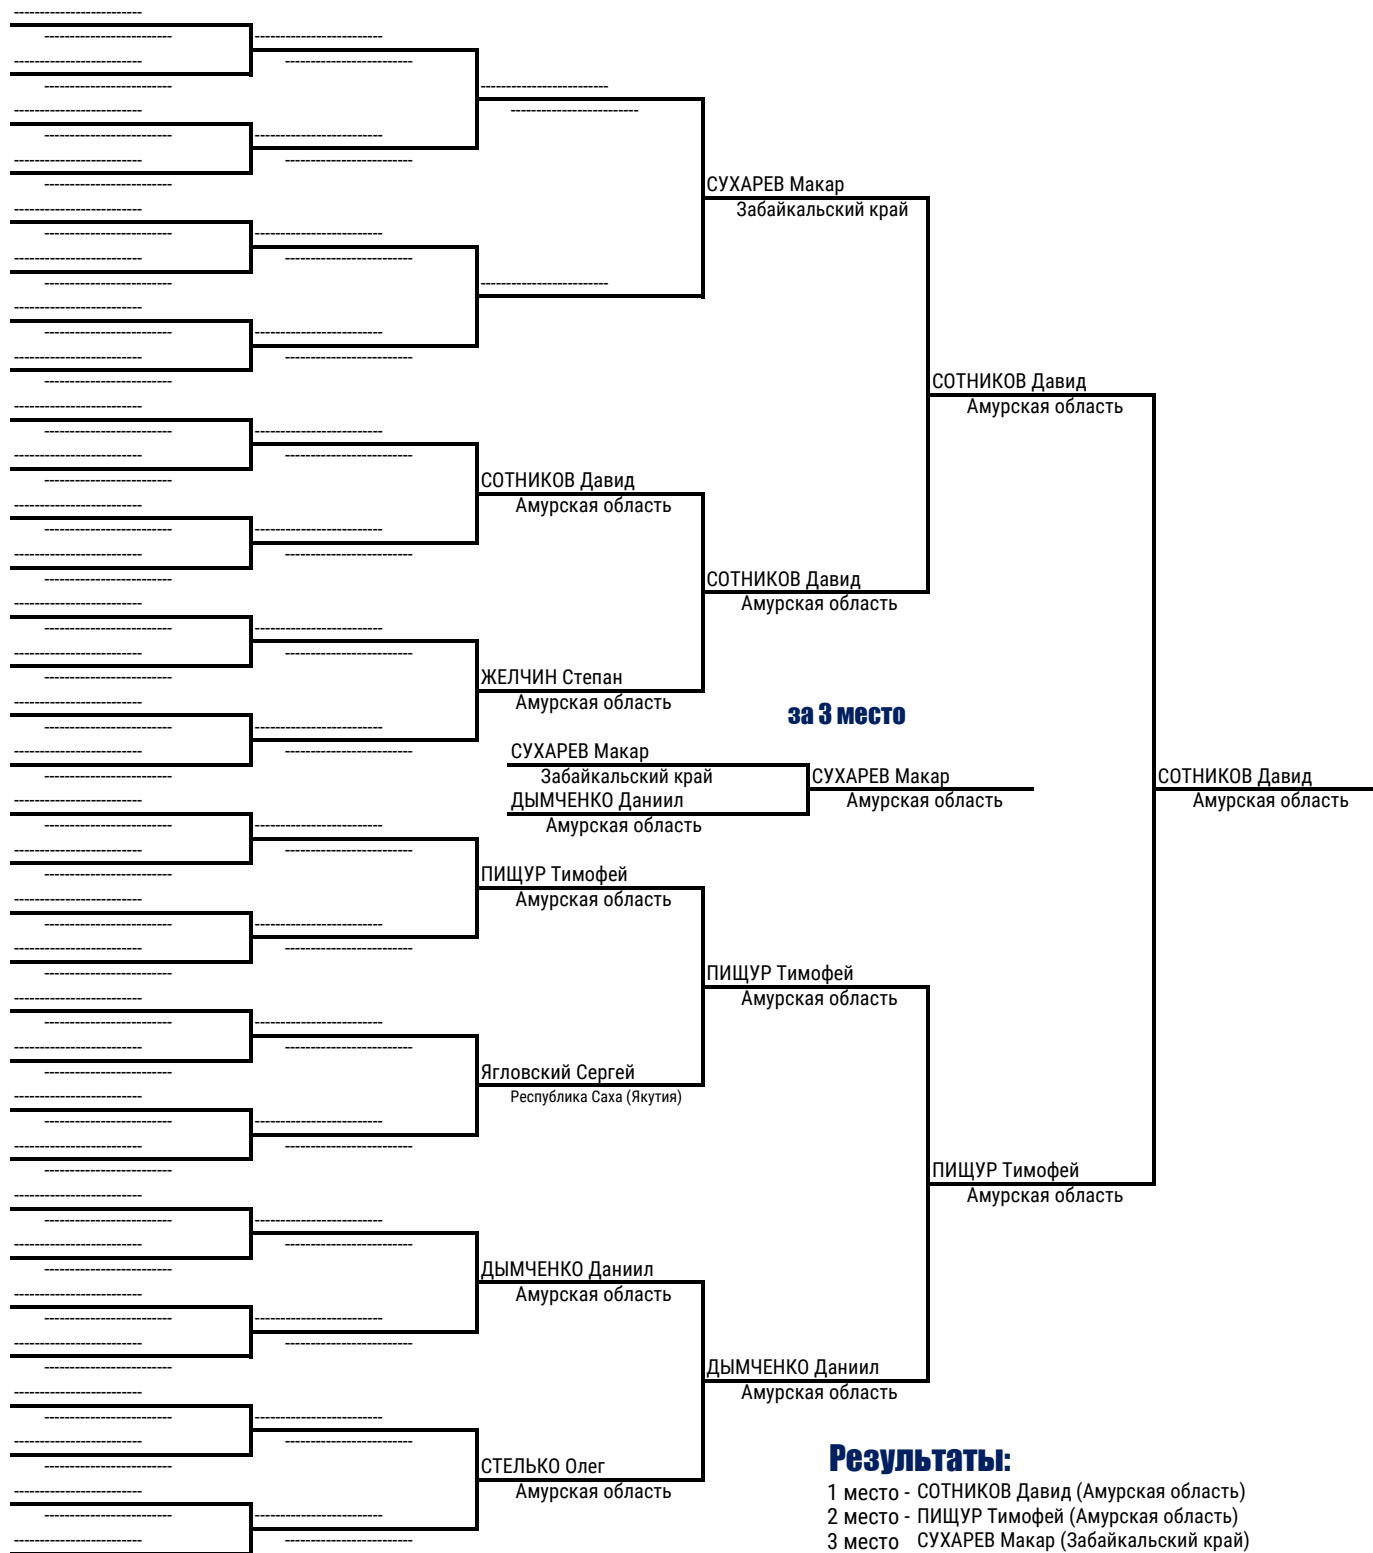 СУХАРЕВ Макар
Забайкальский край
СОТНИКОВ Давид
Амурская область
СОТНИКОВ Давид
Амурская область
СОТНИКОВ Давид
Амурская область
ЖЕЛЧИН Степан
Амурская область
за 3 место
СУХАРЕВ Макар
Забайкальский край
ДЫМЧЕНКО Даниил
Амурская область
СУХАРЕВ Макар
Амурская область
СОТНИКОВ Давид
Амурская область
ПИЩУР Тимофей
Амурская область
ПИЩУР Тимофей
Амурская область
Ягловский Сергей
Республика Саха (Якутия)
ПИЩУР Тимофей
Амурская область
ДЫМЧЕНКО Даниил
Амурская область
ДЫМЧЕНКО Даниил
Амурская область
СТЕЛЬКО Олег
Амурская область
Результаты:
1 место - СОТНИКОВ Давид (Амурская область)
2 место - ПИЩУР Тимофей (Амурская область)
3 место СУХАРЕВ Макар (Забайкальский край)